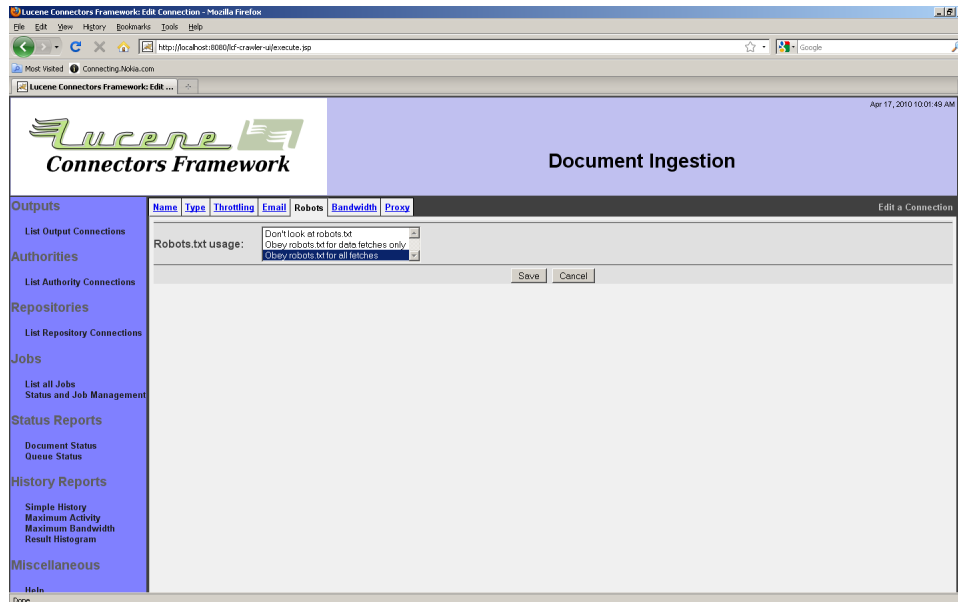 Lucene Connectors Framework: Edit Connection - Mozilla Firefox
File Edit View History Bookmarks Tools Help
http://localhost:8080/lcf-crawler-ui/execute.jsp
Google
Most Visited Connecting.Nokia.com
Lucene Connectors Framework: Edit ...
Apr 17, 2010 10:01:49 AM
Lucene
Connectors Framework
Document Ingestion
Outputs
List Output Connections
Authorities
List Authority Connections
Repositories
List Repository Connections
Jobs
List all Jobs
Status and Job Management
Status Reports
Document Status
Queue Status
History Reports
Simple History
Maximum Activity
Maximum Bandwidth
Result Histogram
Miscellaneous
Help
Name Type Throttling Email Robots Bandwidth Proxy
Edit a Connection
Robots.txt usage:
Don't look at robots.txt
Obey robots.txt for data fetches only
Obey robots.txt for all fetches
Save Cancel
Done